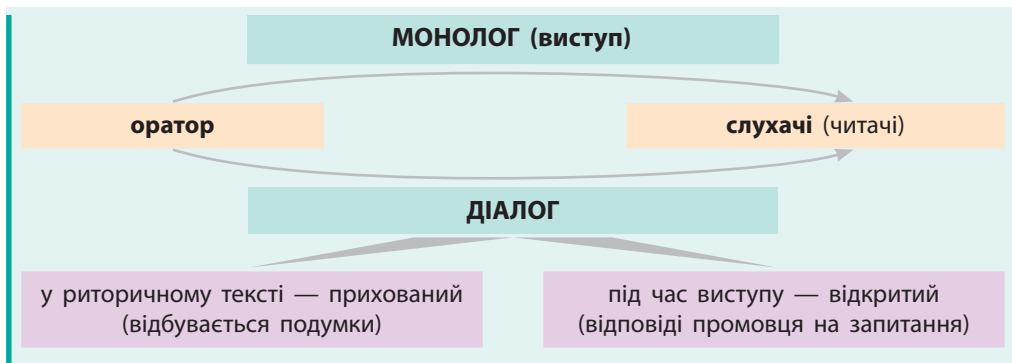 МОНОЛОГ (виступ)
оратор
слухачі (читачі)
ДІАЛОГ
у риторичному тексті — прихований
(відбувається подумки)
під час виступу — відкритий
(відповіді промовця на запитання)